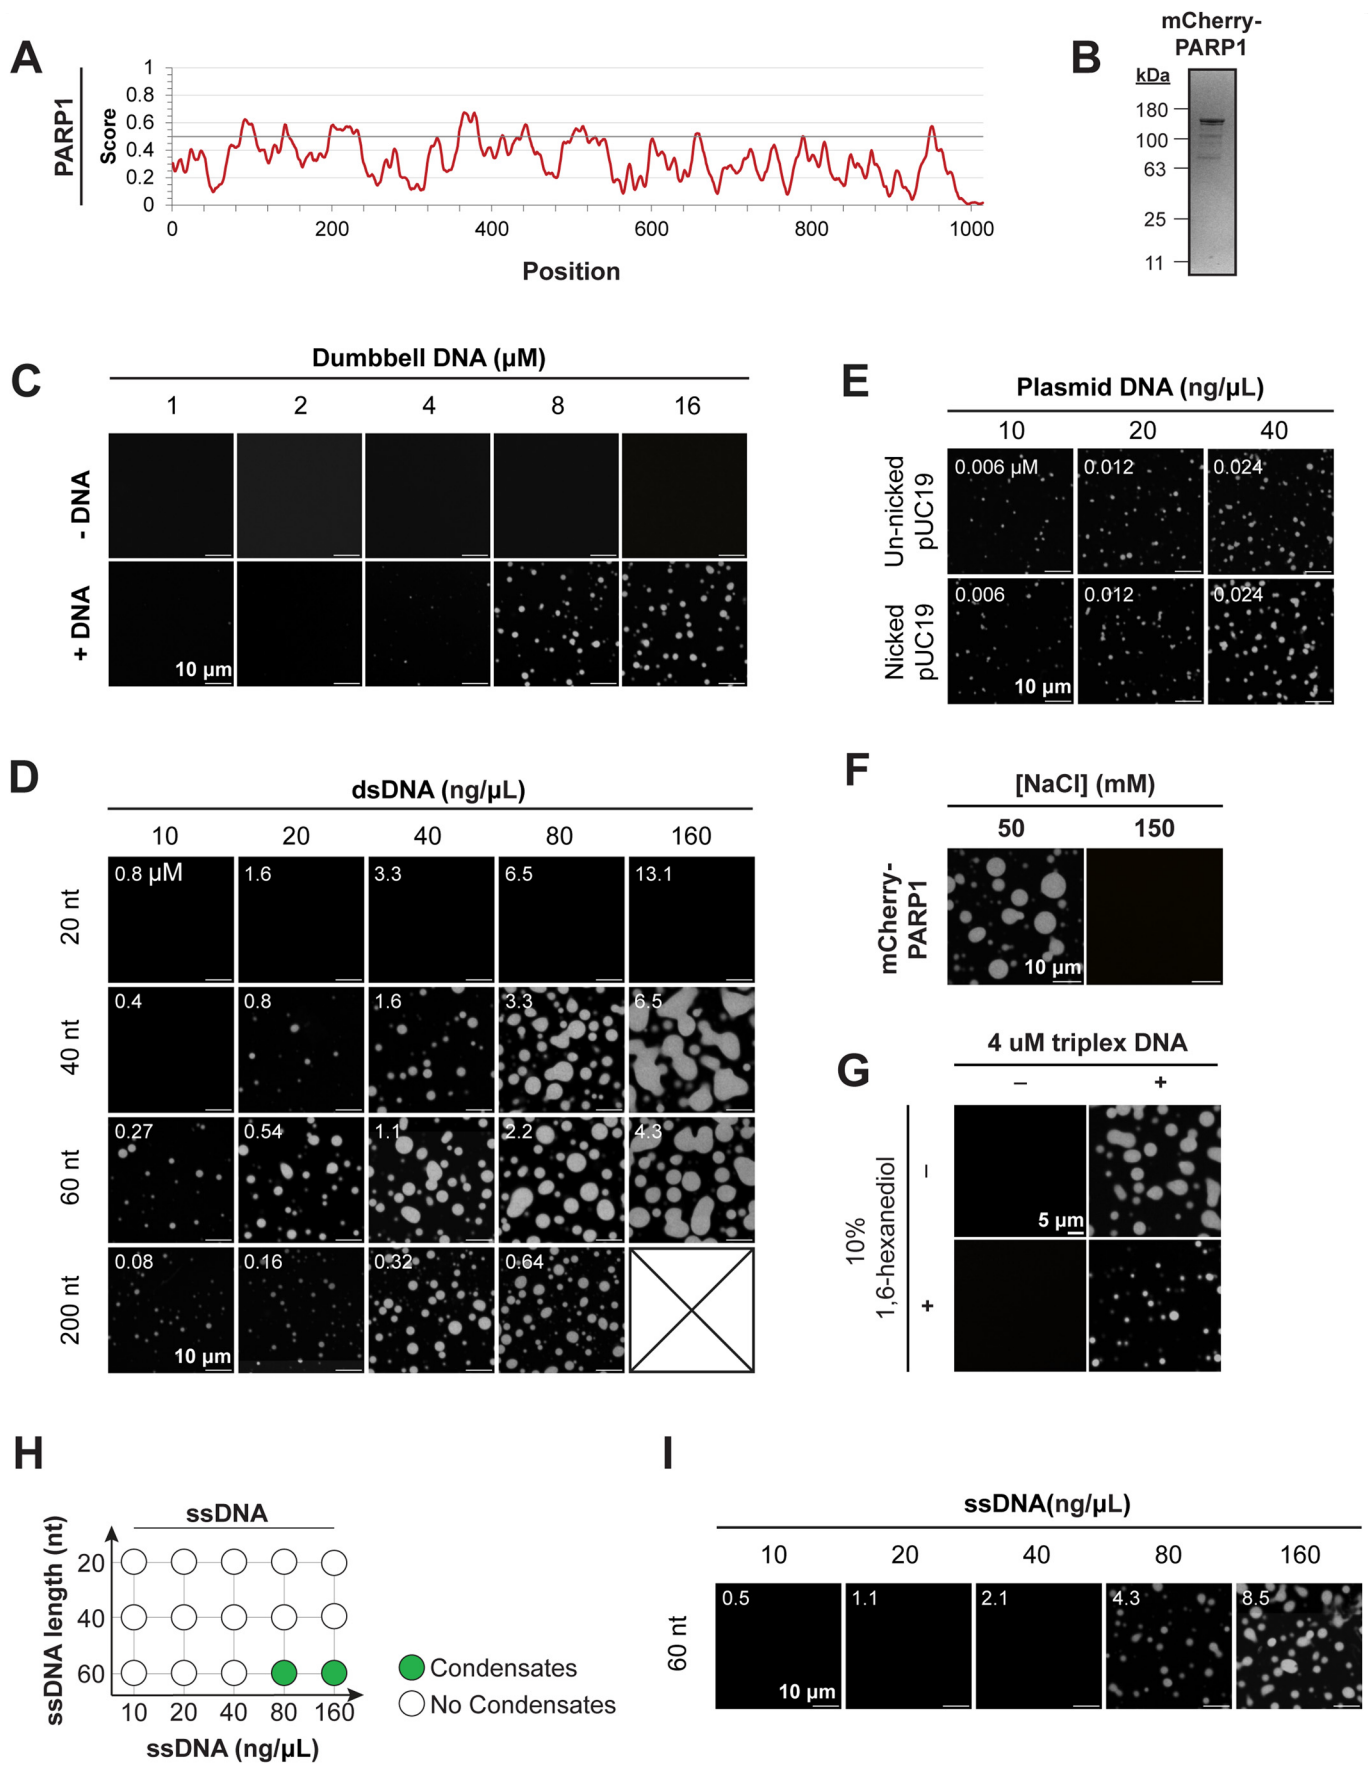 A
PARP1
Score
1
0.8
0.6
0.4
0.2
0
0
200
400
600
800
1000
Position
B
mCherry-
PARP1
kDa
180
100
63
25
11
C
Dumbbell DNA (µM)
1 2 4 8 16
- DNA
+ DNA
10 µm
D
dsDNA (ng/µL)
10 20 40 80 160
20 nt
0.8 µM 1.6 3.3 6.5 13.1
40 nt
0.4 0.8 1.6 3.3 6.5
60 nt
0.27 0.54 1.1 2.2 4.3
200 nt
0.08 0.16 0.32 0.64
10 µm
E
Plasmid DNA (ng/µL)
10 20 40
Un-nicked
pUC19
0.006 µM 0.012 0.024
Nicked
pUC19
0.006 0.012 0.024
10 µm
F
[NaCl] (mM)
50 150
mCherry-
PARP1
10 µm
G
4 uM triplex DNA
– +
10%
1,6-hexanediol
–
+
5 µm
H
ssDNA
ssDNA length (nt)
20
40
60
10 20 40 80 160
ssDNA (ng/µL)
Condensates
No Condensates
I
ssDNA(ng/µL)
10 20 40 80 160
60 nt
0.5 1.1 2.1 4.3 8.5
10 µm